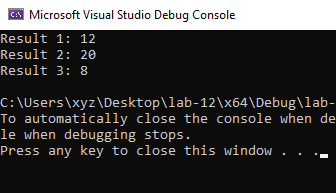 Microsoft Visual Studio Debug Console
Result 1: 12
Result 2: 20
Result 3: 8
C:\Users\xyz\Desktop\lab-12\x64\Debug\lab-
To automatically close the console when de
le when debugging stops.
Press any key to close this window . . .